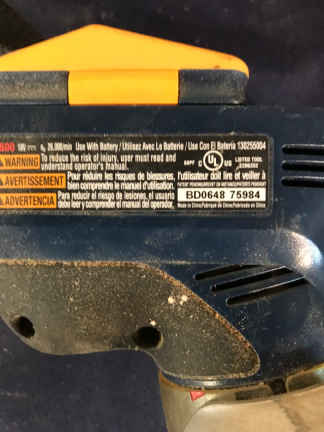 500 18V ⎓ n₀ 26,000/min Use With Battery / Utilisez Avec Le Batterie / Use Con El Batería 130255004
WARNING To reduce the risk of injury, user must read and understand operator's manual.
AVERTISSEMENT Pour réduire les risques de blessures, l'utilisateur doit lire et veiller à bien comprendre le manuel d'utilisation.
ADVERTENCIA Para reducir el riesgo de lesiones, el usuario debe leer y comprender el manual del operador.
C UL US LISTED TOOL
BD0648 75984
Made in China/Fabriqué en Chine/Fabricado en China